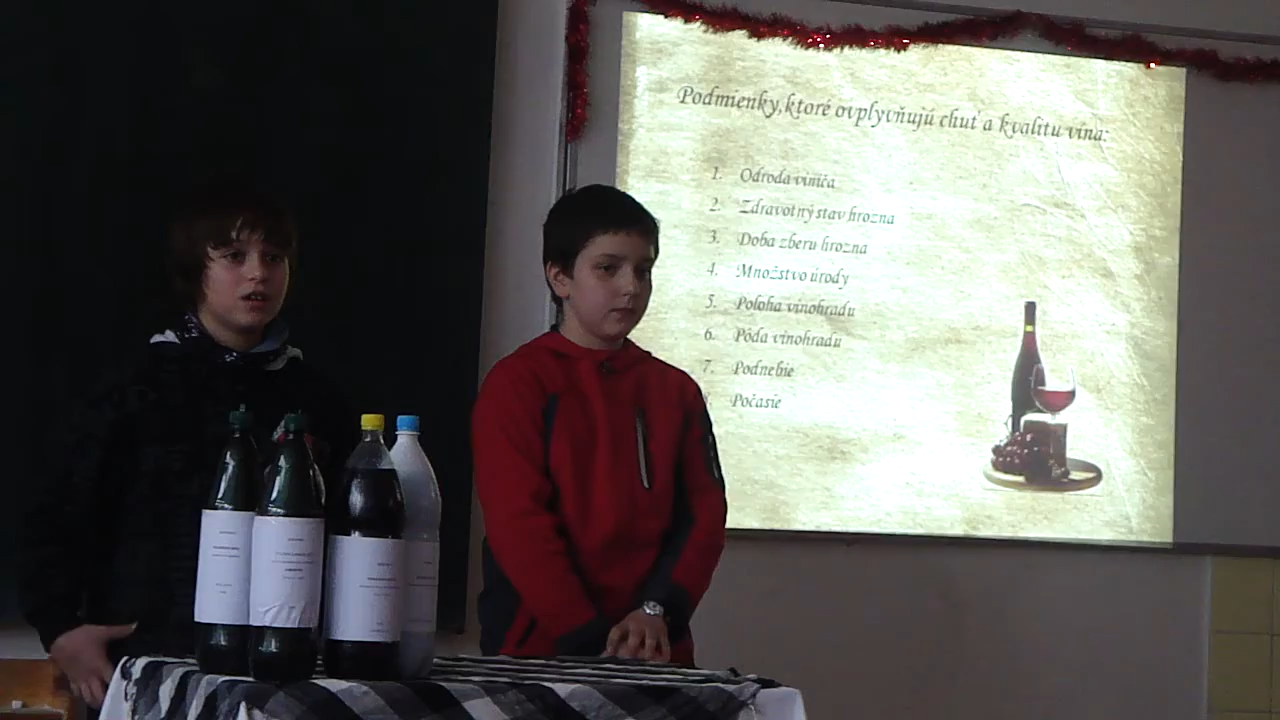 Podmienky,ktoré ovplyvňujú chuť a kvalitu vína:
1. Odroda viniča
2. Zdravotný stav hrozna
3. Doba zberu hrozna
4. Množstvo úrody
5. Poloha vinohradu
6. Pôda vinohradu
7. Podnebie
8. Počasie